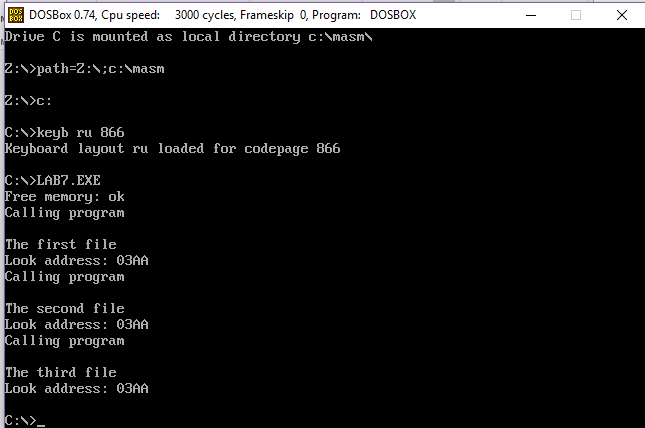 DOSBox 0.74, Cpu speed: 3000 cycles, Frameskip 0, Program: DOSBOX
DOS
BOX
Drive C is mounted as local directory c:\masm\
Z:\>path=Z:\;c:\masm
Z:\>c:
C:\>keyb ru 866
Keyboard layout ru loaded for codepage 866
C:\>LAB7.EXE
Free memory: ok
Calling program
The first file
Look address: 03AA
Calling program
The second file
Look address: 03AA
Calling program
The third file
Look address: 03AA
C:\>_